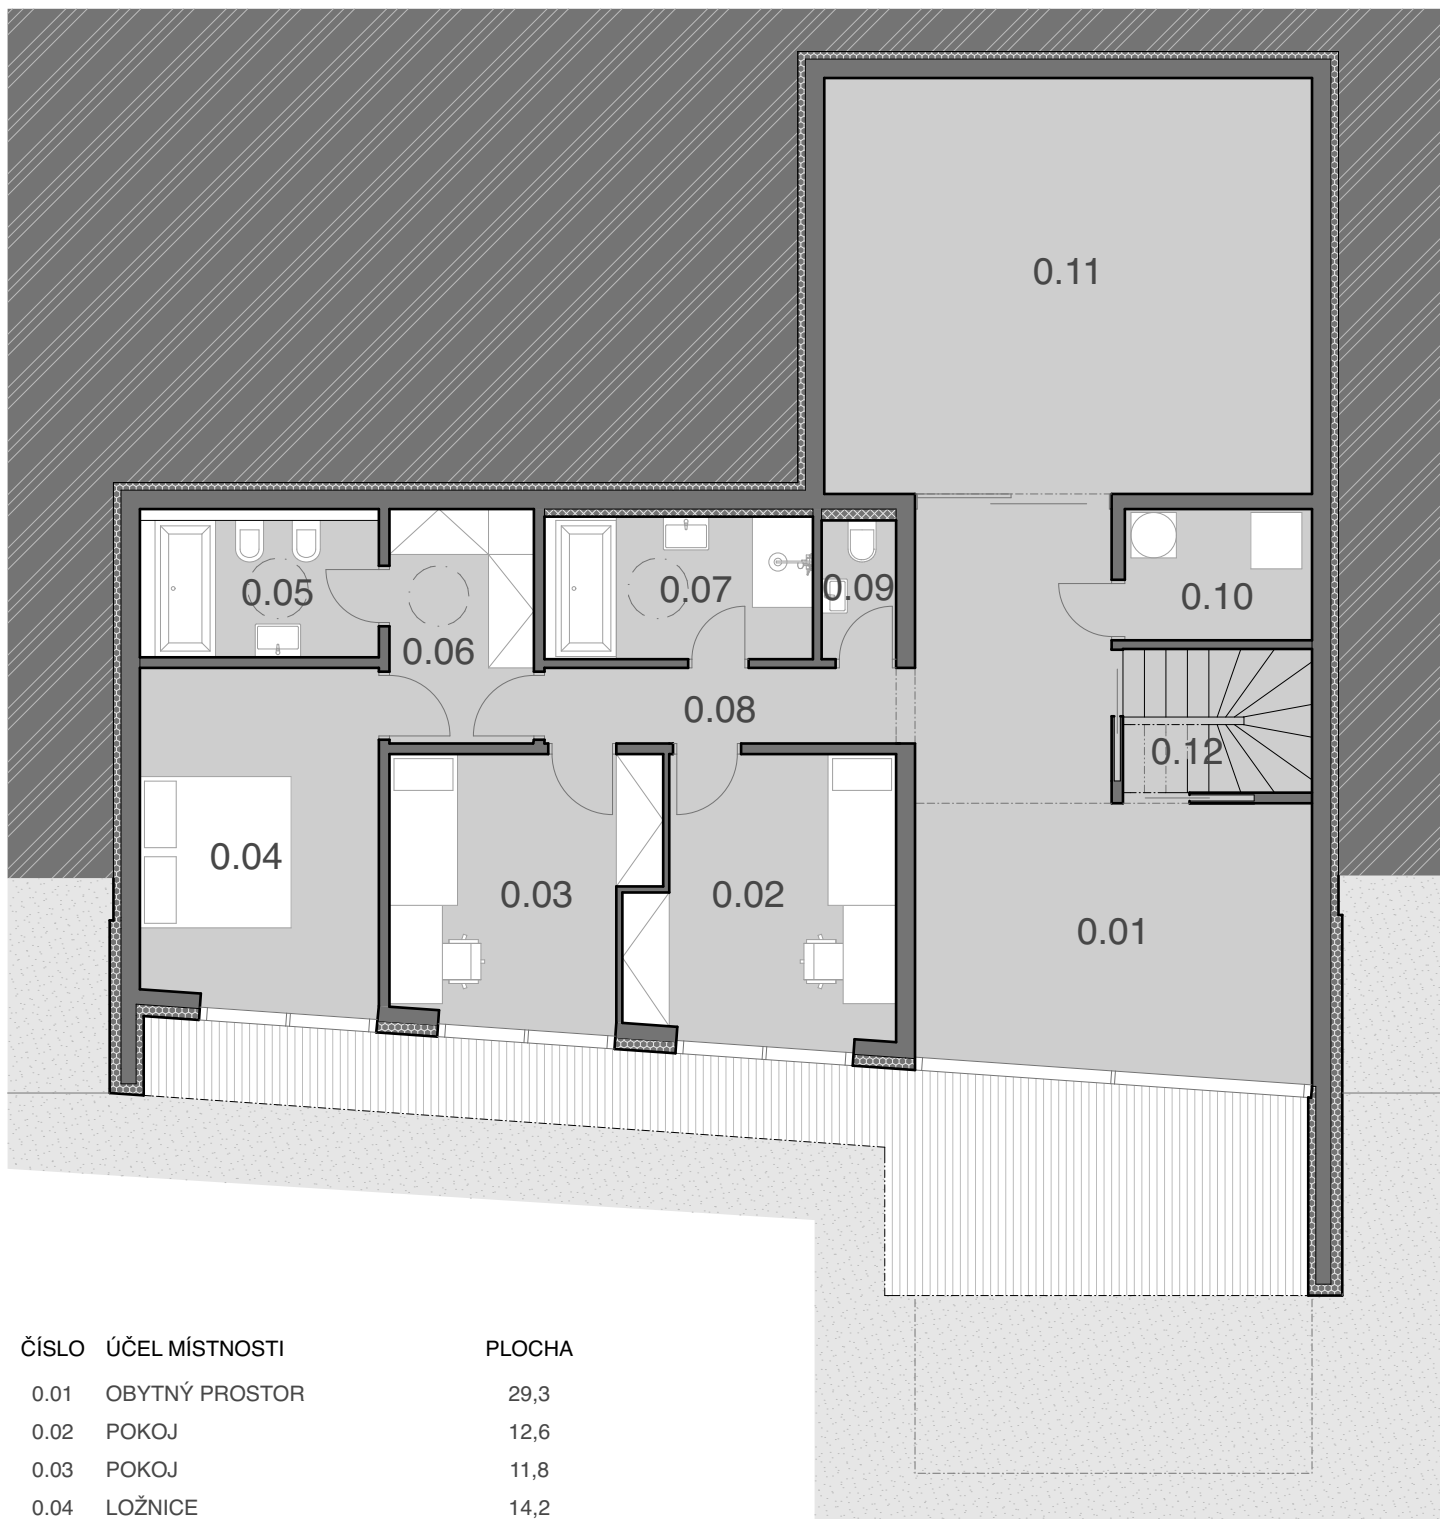 0.11
0.05
0.07
0.09
0.10
0.06
0.08
0.12
0.04
0.03
0.02
0.01
ČÍSLO ÚČEL MÍSTNOSTI PLOCHA
0.01 OBYTNÝ PROSTOR 29,3
0.02 POKOJ 12,6
0.03 POKOJ 11,8
0.04 LOŽNICE 14,2